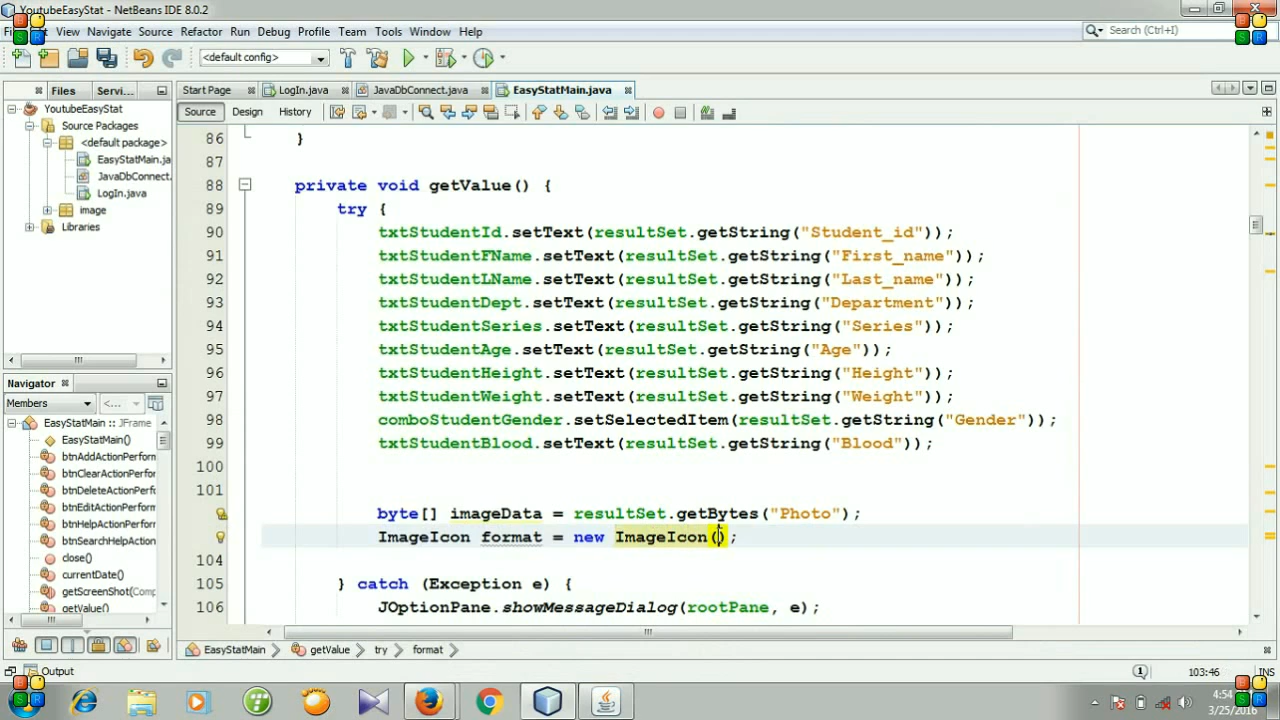 YoutubeEasyStat - NetBeans IDE 8.0.2
View Navigate Source Refactor Run Debug Profile Team Tools Window Help
Search (Ctrl+I)
<default config>
Files Servi...
Start Page LogIn.java JavaDbConnect.java EasyStatMain.java
YoutubeEasyStat
Source Packages
<default package>
EasyStatMain.ja
JavaDbConnect.
LogIn.java
image
Libraries
Source Design History
86 }
87
88 private void getValue() {
89 try {
90 txtStudentId.setText(resultSet.getString("Student_id"));
91 txtStudentFName.setText(resultSet.getString("First_name"));
92 txtStudentLName.setText(resultSet.getString("Last_name"));
93 txtStudentDept.setText(resultSet.getString("Department"));
94 txtStudentSeries.setText(resultSet.getString("Series"));
95 txtStudentAge.setText(resultSet.getString("Age"));
96 txtStudentHeight.setText(resultSet.getString("Height"));
97 txtStudentWeight.setText(resultSet.getString("Weight"));
98 comboStudentGender.setSelectedItem(resultSet.getString("Gender"));
99 txtStudentBlood.setText(resultSet.getString("Blood"));
100
101
byte[] imageData = resultSet.getBytes("Photo");
ImageIcon format = new ImageIcon();
104
105 } catch (Exception e) {
106 JOptionPane.showMessageDialog(rootPane, e);
Navigator
Members <...
EasyStatMain :: JFrame
EasyStatMain()
btnAddActionPerform
btnClearActionPerfor
btnDeleteActionPerfo
btnEditActionPerform
btnHelpActionPerforr
btnSearchHelpAction
close()
currentDate()
getScreenShot(Comp
getValue()
EasyStatMain getValue try format
Output
103:46 INS
4:54
3/25/2016